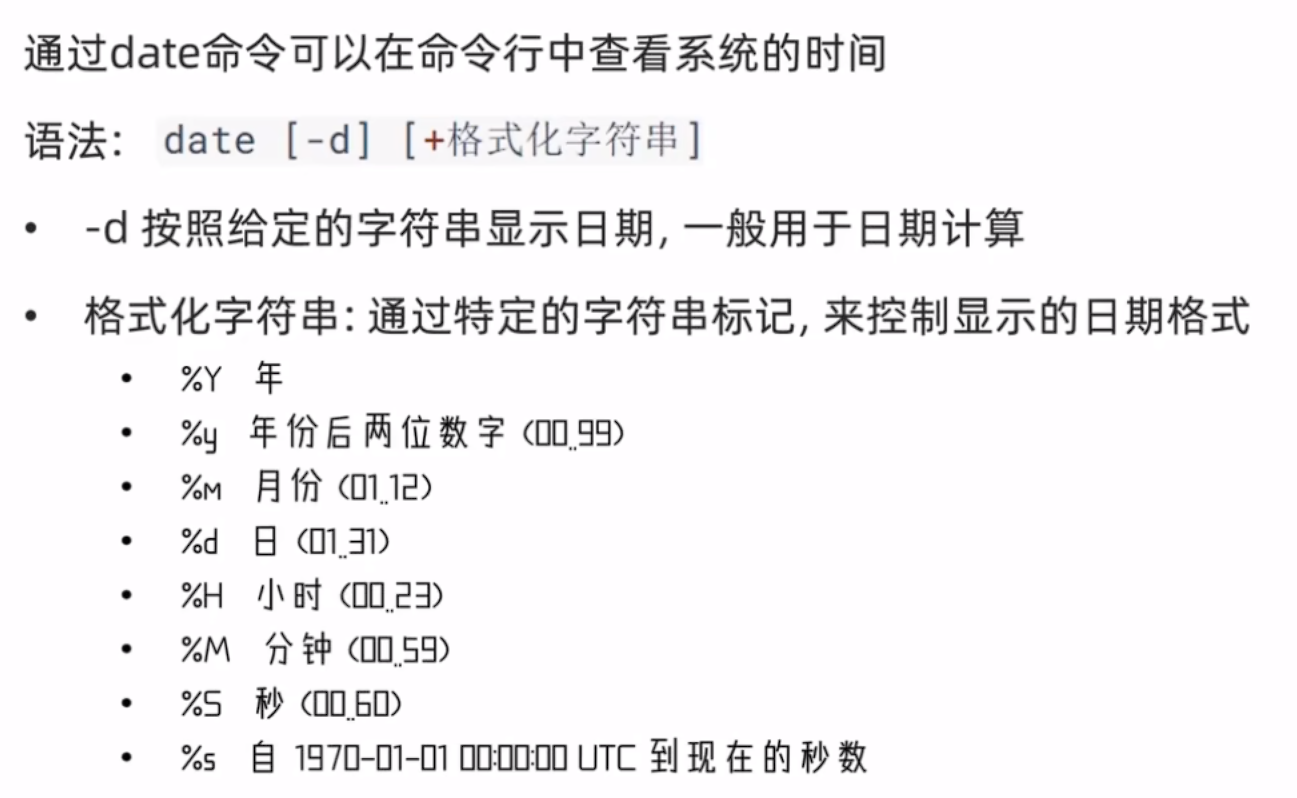 通过date命令可以在命令行中查看系统的时间
语法: date [-d] [+格式化字符串]
• -d 按照给定的字符串显示日期, 一般用于日期计算
• 格式化字符串: 通过特定的字符串标记, 来控制显示的日期格式
• %Y 年
• %y 年份后两位数字 (00..99)
• %m 月份 (01..12)
• %d 日 (01..31)
• %H 小时 (00..23)
• %M 分钟 (00..59)
• %S 秒 (00..60)
• %s 自 1970-01-01 00:00:00 UTC 到现在的秒数